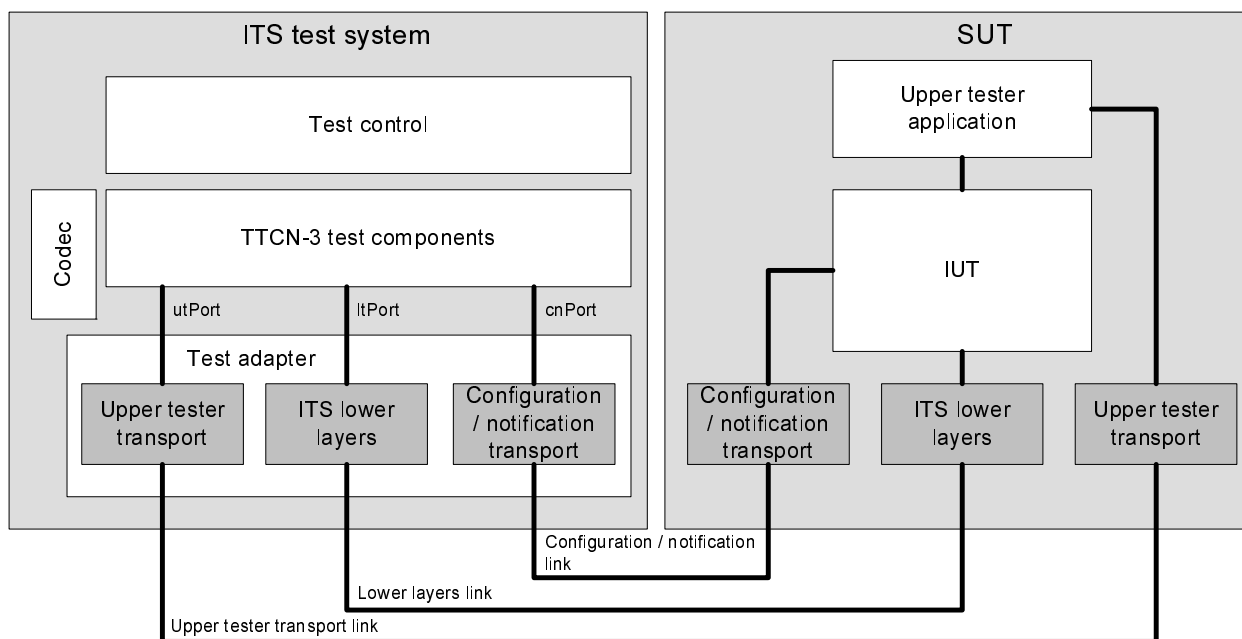 ITS test system
SUT
Test control
Upper tester
application
Codec
TTCN-3 test components
IUT
utPort
ltPort
cnPort
Test adapter
Upper tester
transport
ITS lower
layers
Configuration
/ notification
transport
Configuration
/ notification
transport
ITS lower
layers
Upper tester
transport
Configuration / notification
link
Lower layers link
Upper tester transport link